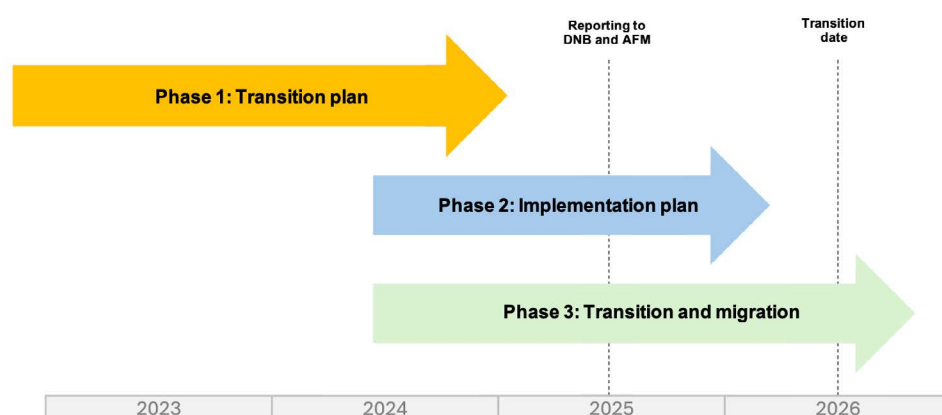 Reporting to
DNB and AFM
Transition
date
Phase 1: Transition plan
Phase 2: Implementation plan
Phase 3: Transition and migration
2023
2024
2025
2026